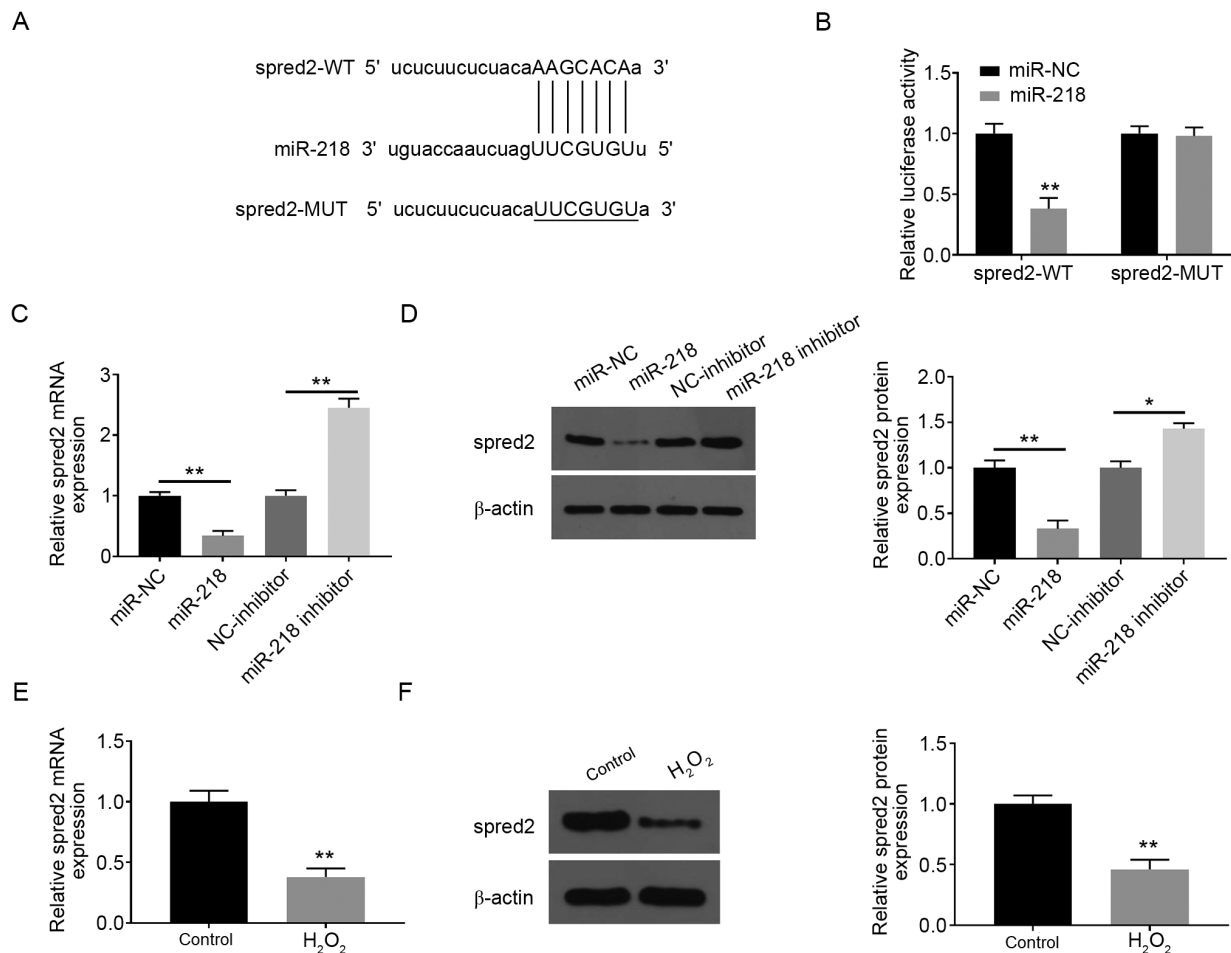 A
spred2-WT 5' ucucuucucuacaAAGCACAa 3'
miR-218 3' uguaccaaucuagUUCGUGUu 5'
spred2-MUT 5' ucucuucucuacaUUCGUGUa 3'
B
Relative luciferase activity
1.5
1.0
0.5
0.0
miR-NC
miR-218
**
spred2-WT
spred2-MUT
C
Relative spred2 mRNA
expression
3
2
1
0
**
**
miR-NC
miR-218
NC-inhibitor
miR-218 inhibitor
D
miR-NC
miR-218
NC-inhibitor
miR-218 inhibitor
spred2
β-actin
Relative spred2 protein
expression
2.0
1.5
1.0
0.5
0.0
**
*
miR-NC
miR-218
NC-inhibitor
miR-218 inhibitor
E
Relative spred2 mRNA
expression
1.5
1.0
0.5
0.0
**
Control
H₂O₂
F
Control
H₂O₂
spred2
β-actin
Relative spred2 protein
expression
1.5
1.0
0.5
0.0
**
Control
H₂O₂